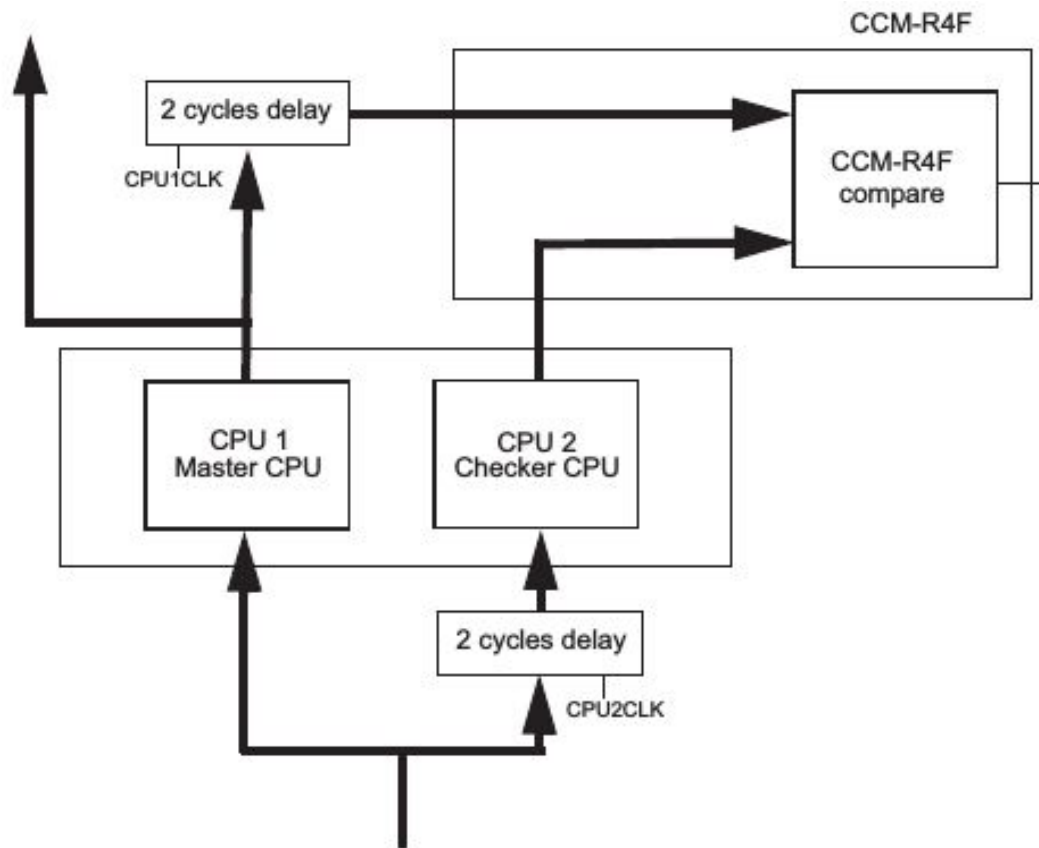 CCM-R4F
2 cycles delay
CPU1CLK
CCM-R4F
compare
CPU 1
Master CPU
CPU 2
Checker CPU
2 cycles delay
CPU2CLK